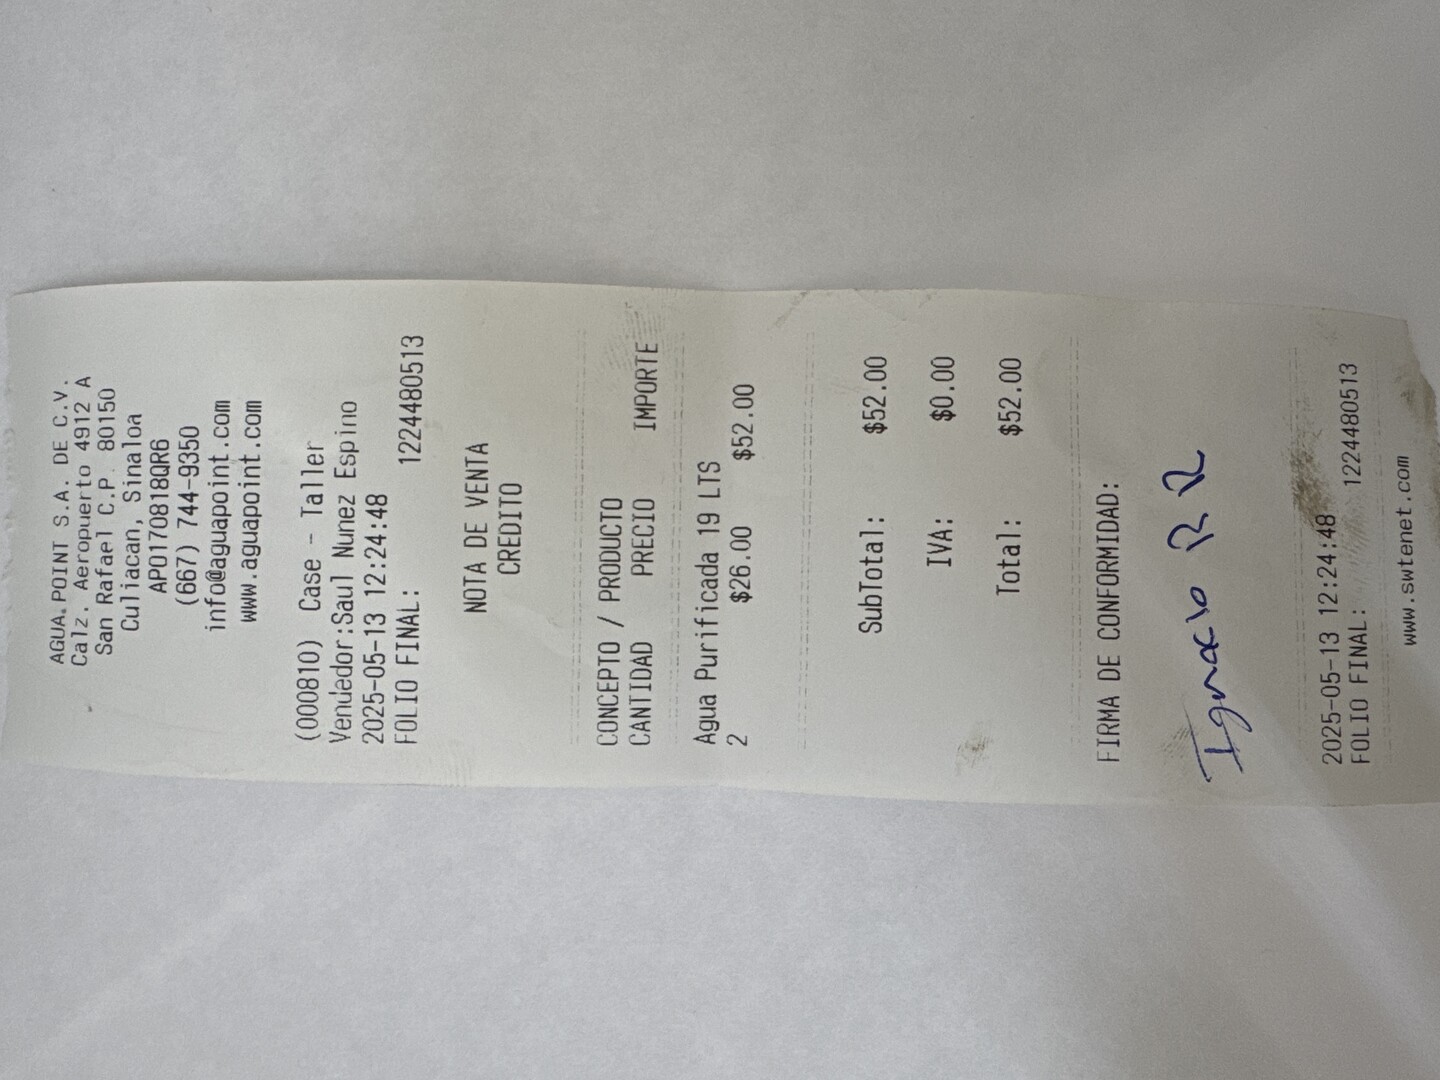 AGUA POINT S.A. DE C.V.
Calz. Aeropuerto 4912 A
San Rafael C.P. 80150
Culiacan, Sinaloa
APO170818QR6
(667) 744-9350
info@aguapoint.com
www.aguapoint.com
(000810) Case - Taller
Vendedor:Saul Nunez Espino
2025-05-13 12:24:48
FOLIO FINAL: 1224480513
NOTA DE VENTA
CREDITO
CONCEPTO / PRODUCTO
CANTIDAD PRECIO IMPORTE
Agua Purificada 19 LTS
2 $26.00 $52.00
SubTotal: $52.00
IVA: $0.00
Total: $52.00
FIRMA DE CONFORMIDAD:
Ignacio R R
2025-05-13 12:24:48
FOLIO FINAL: 1224480513
www.swtenet.com